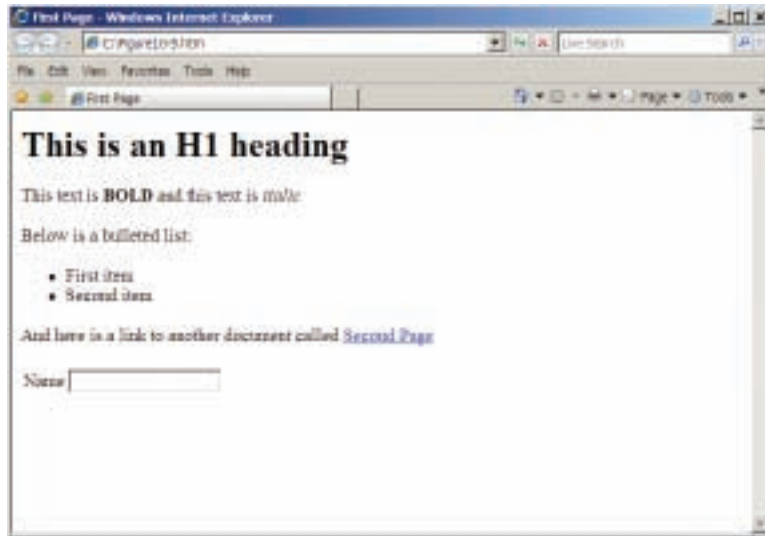 First Page - Windows Internet Explorer
Live Search
File Edit View Favorites Tools Help
First Page
Page Tools
This is an H1 heading
This text is BOLD and this text is italic
Below is a bulleted list:
First item
Second item
And here is a link to another document called Second Page
Name